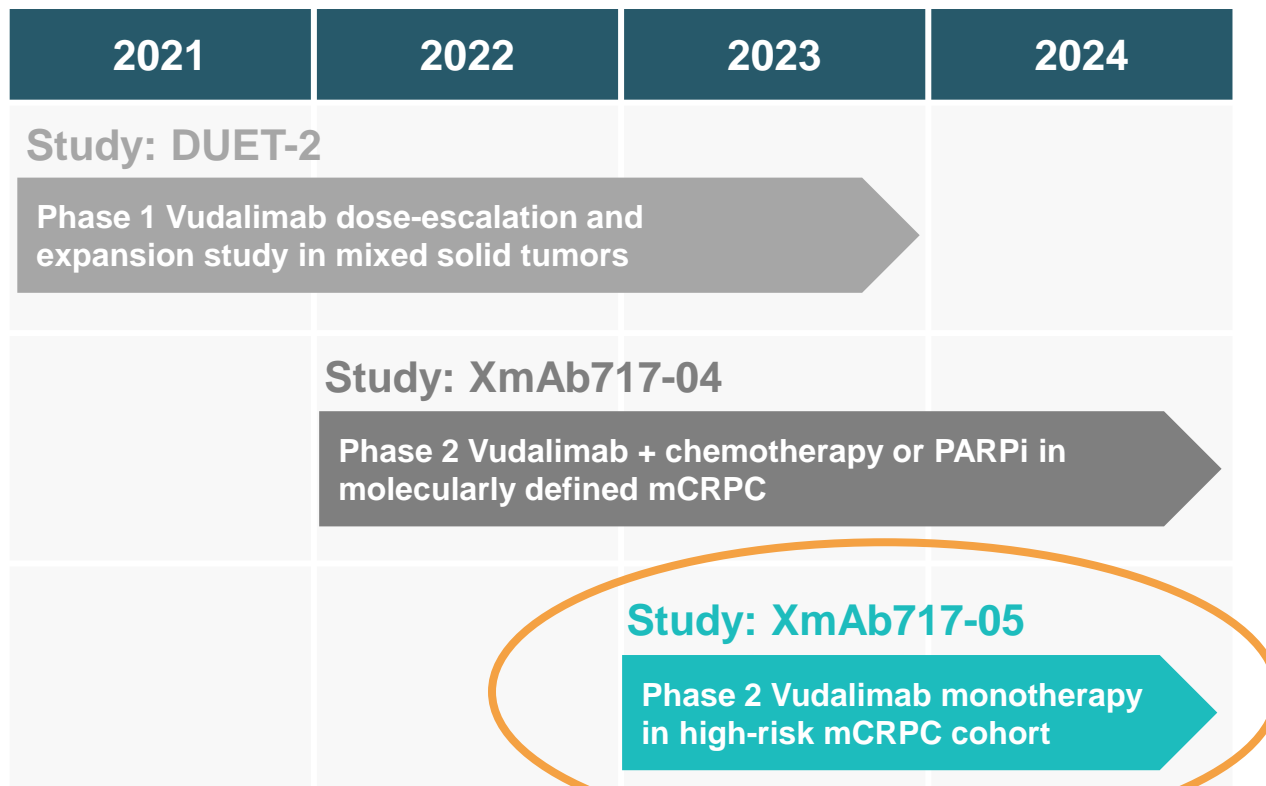 2021 2022 2023 2024
Study: DUET-2
Phase 1 Vudalimab dose-escalation and
expansion study in mixed solid tumors
Study: XmAb717-04
Phase 2 Vudalimab + chemotherapy or PARPi in
molecularly defined mCRPC
Study: XmAb717-05
Phase 2 Vudalimab monotherapy
in high-risk mCRPC cohort